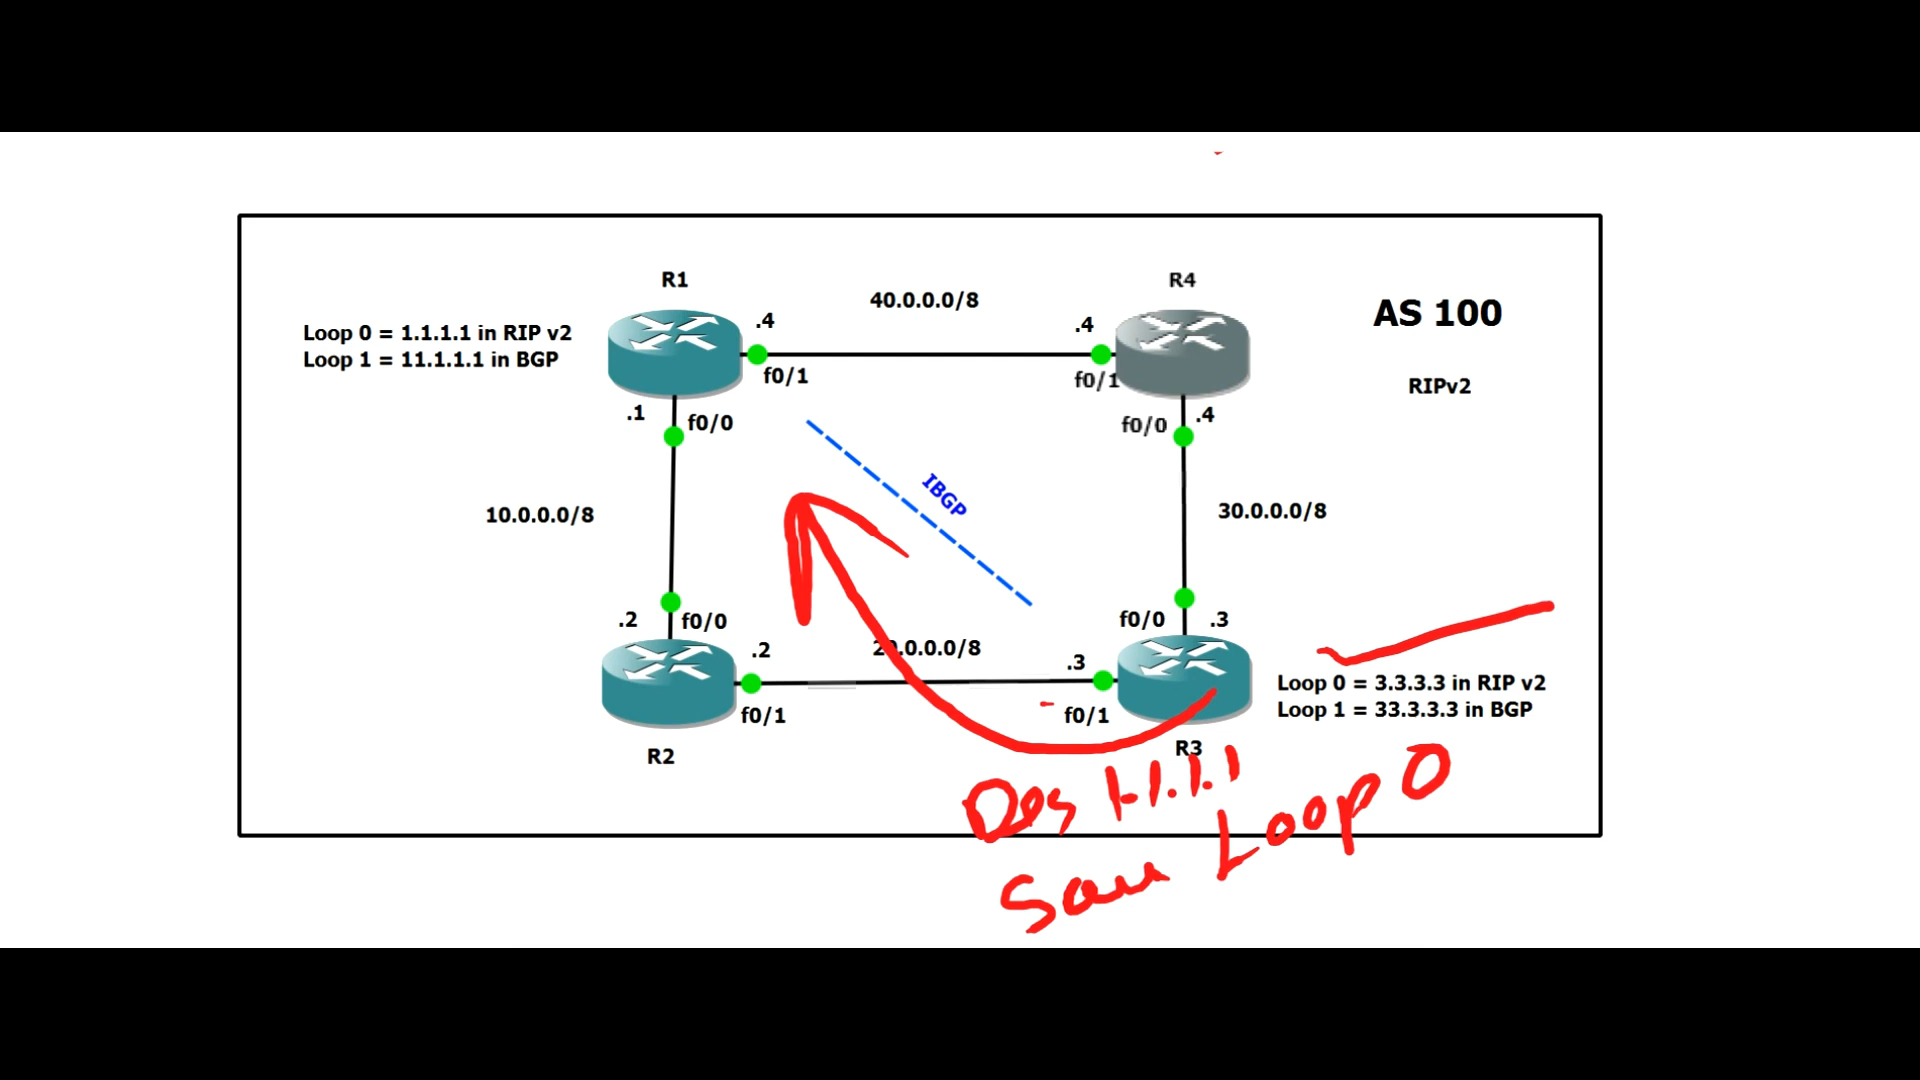 R1
R4
40.0.0.0/8
AS 100
.4
.4
Loop 0 = 1.1.1.1 in RIP v2
Loop 1 = 11.1.1.1 in BGP
f0/1
f0/1
RIPv2
.1
f0/0
f0/0
.4
IBGP
10.0.0.0/8
30.0.0.0/8
.2
f0/0
f0/0
.3
.2
20.0.0.0/8
.3
Loop 0 = 3.3.3.3 in RIP v2
Loop 1 = 33.3.3.3 in BGP
f0/1
f0/1
R2
R3
Des 1.1.1.1
Loop 0